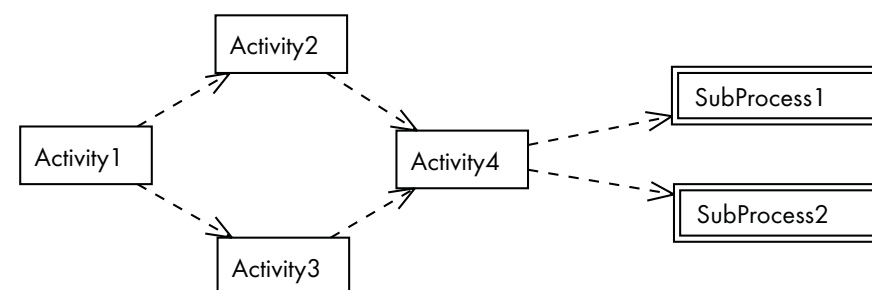 Activity2
SubProcess1
Activity1
Activity4
SubProcess2
Activity3